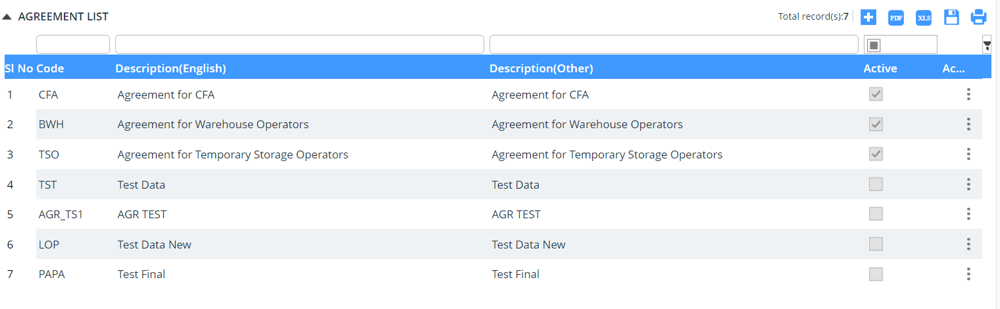 AGREEMENT LIST Total record(s):7 PDF XLS
Sl No Code Description(English) Description(Other) Active Ac...
1 CFA Agreement for CFA Agreement for CFA
2 BWH Agreement for Warehouse Operators Agreement for Warehouse Operators
3 TSO Agreement for Temporary Storage Operators Agreement for Temporary Storage Operators
4 TST Test Data Test Data
5 AGR_TS1 AGR TEST AGR TEST
6 LOP Test Data New Test Data New
7 PAPA Test Final Test Final